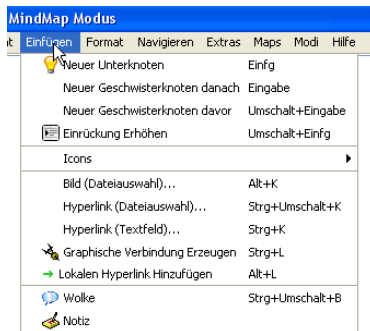 MindMap Modus
t Einfügen Format Navigieren Extras Maps Modi Hilfe
Neuer Unterknoten Einfg
Neuer Geschwisterknoten danach Eingabe
Neuer Geschwisterknoten davor Umschalt+Eingabe
Einrückung Erhöhen Umschalt+Einfg
Icons
Bild (Dateiauswahl)... Alt+K
Hyperlink (Dateiauswahl)... Strg+Umschalt+K
Hyperlink (Textfeld)... Strg+K
Graphische Verbindung Erzeugen Strg+L
Lokalen Hyperlink Hinzufügen Alt+L
Wolke Strg+Umschalt+B
Notiz